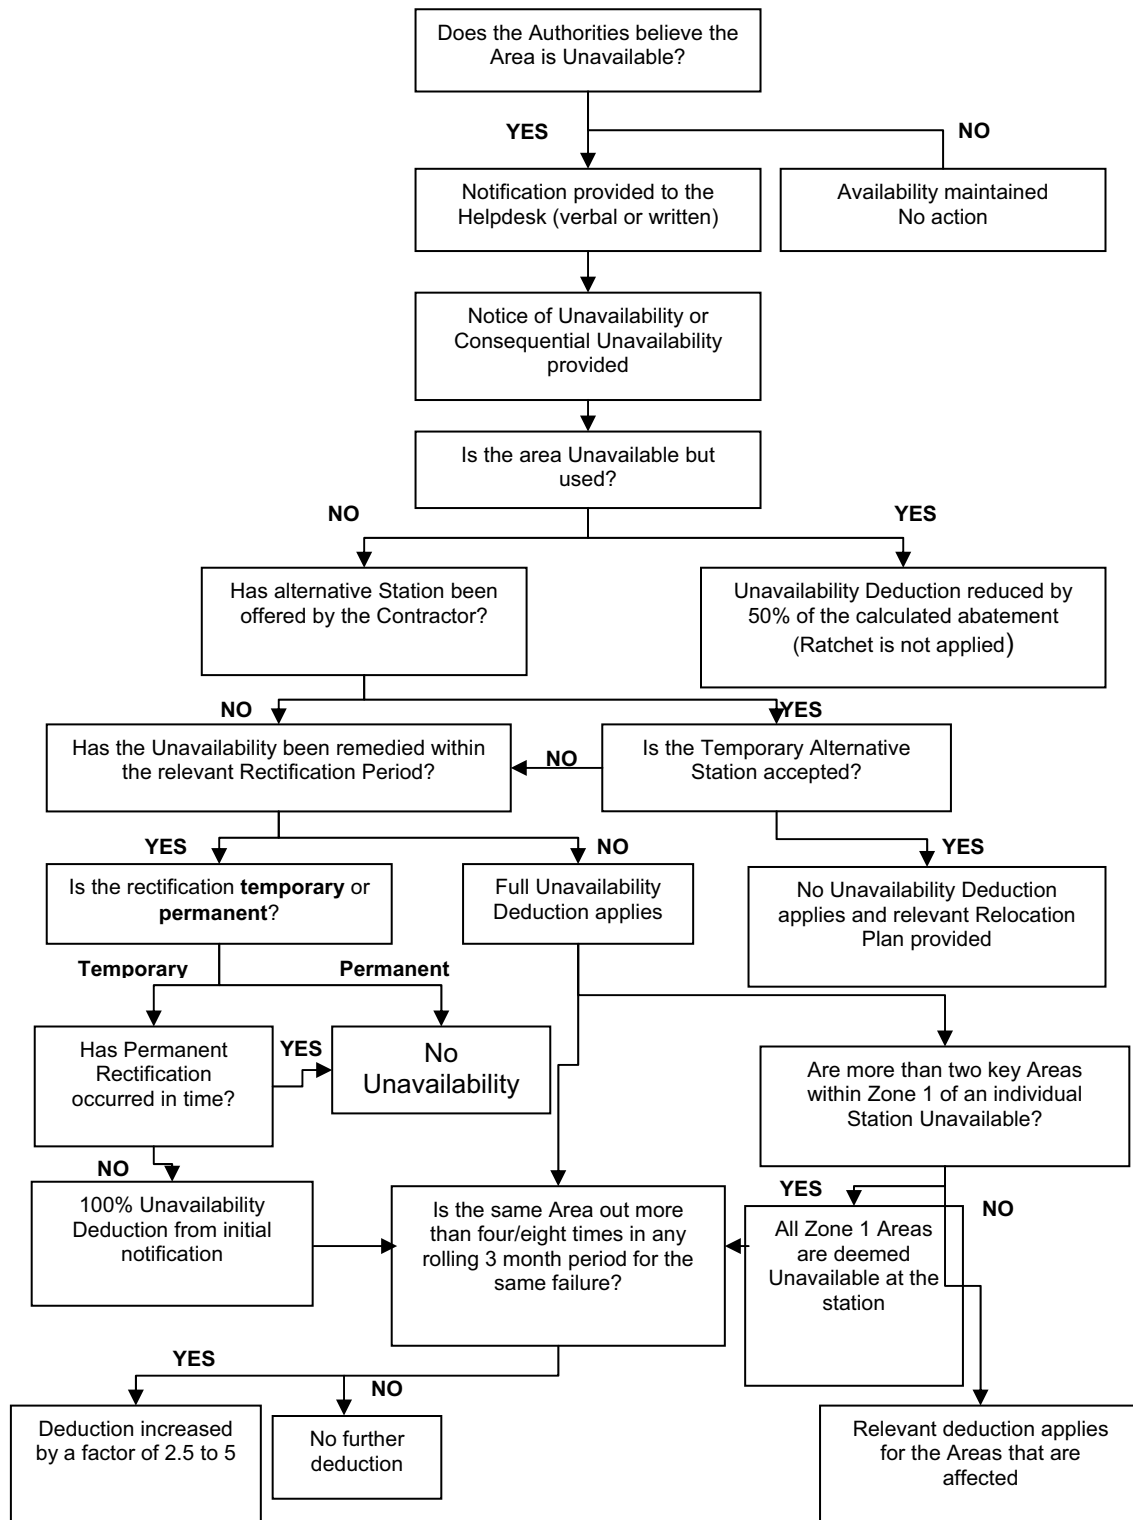 Does the Authorities believe the
Area is Unavailable?
YES
NO
Notification provided to the
Helpdesk (verbal or written)
Availability maintained
No action
Notice of Unavailability or
Consequential Unavailability
provided
Is the area Unavailable but
used?
NO
YES
Has alternative Station been
offered by the Contractor?
Unavailability Deduction reduced by
50% of the calculated abatement
(Ratchet is not applied)
NO
YES
Has the Unavailability been remedied within
the relevant Rectification Period?
NO
Is the Temporary Alternative
Station accepted?
YES
NO
YES
Is the rectification temporary or
permanent?
Full Unavailability
Deduction applies
No Unavailability Deduction
applies and relevant Relocation
Plan provided
Temporary
Permanent
Has Permanent
Rectification
occurred in time?
YES
No
Unavailability
Are more than two key Areas
within Zone 1 of an individual
Station Unavailable?
NO
YES
NO
100% Unavailability
Deduction from initial
notification
Is the same Area out more
than four/eight times in any
rolling 3 month period for the
same failure?
All Zone 1 Areas
are deemed
Unavailable at the
station
YES
NO
Deduction increased
by a factor of 2.5 to 5
No further
deduction
Relevant deduction applies
for the Areas that are
affected